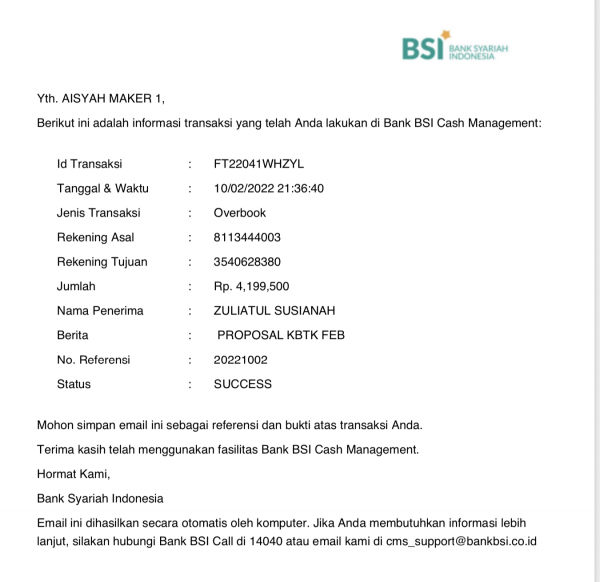 BSI BANK SYARIAH
INDONESIA
Yth. AISYAH MAKER 1,
Berikut ini adalah informasi transaksi yang telah Anda lakukan di Bank BSI Cash Management:
Id Transaksi : FT22041WHZYL
Tanggal & Waktu : 10/02/2022 21:36:40
Jenis Transaksi : Overbook
Rekening Asal : 8113444003
Rekening Tujuan : 3540628380
Jumlah : Rp. 4,199,500
Nama Penerima : ZULIATUL SUSIANAH
Berita : PROPOSAL KBTK FEB
No. Referensi : 20221002
Status : SUCCESS
Mohon simpan email ini sebagai referensi dan bukti atas transaksi Anda.
Terima kasih telah menggunakan fasilitas Bank BSI Cash Management.
Hormat Kami,
Bank Syariah Indonesia
Email ini dihasilkan secara otomatis oleh komputer. Jika Anda membutuhkan informasi lebih
lanjut, silakan hubungi Bank BSI Call di 14040 atau email kami di cms_support@bankbsi.co.id